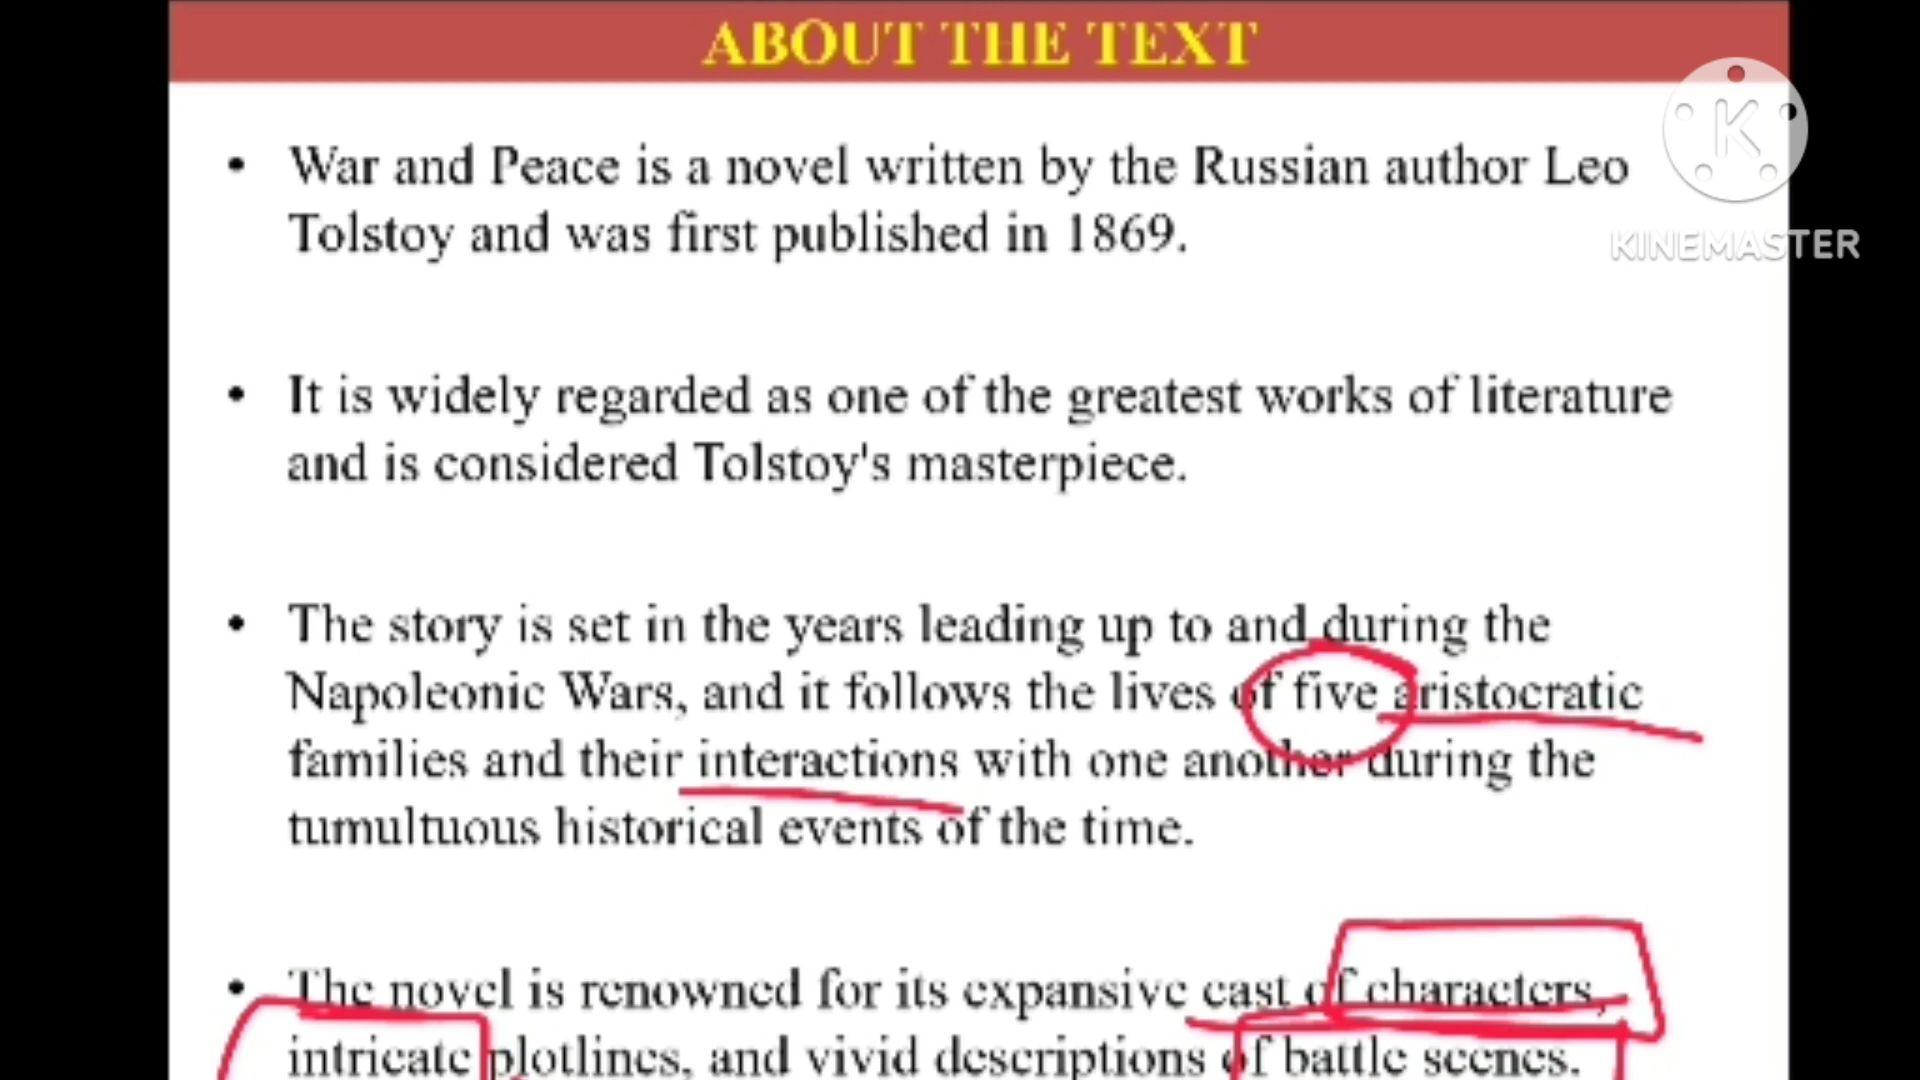 ABOUT THE TEXT
K
KINEMASTER
• War and Peace is a novel written by the Russian author Leo
Tolstoy and was first published in 1869.
• It is widely regarded as one of the greatest works of literature
and is considered Tolstoy's masterpiece.
• The story is set in the years leading up to and during the
Napoleonic Wars, and it follows the lives of five aristocratic
families and their interactions with one another during the
tumultuous historical events of the time.
• The novel is renowned for its expansive cast of characters,
intricate plotlines, and vivid descriptions of battle scenes.